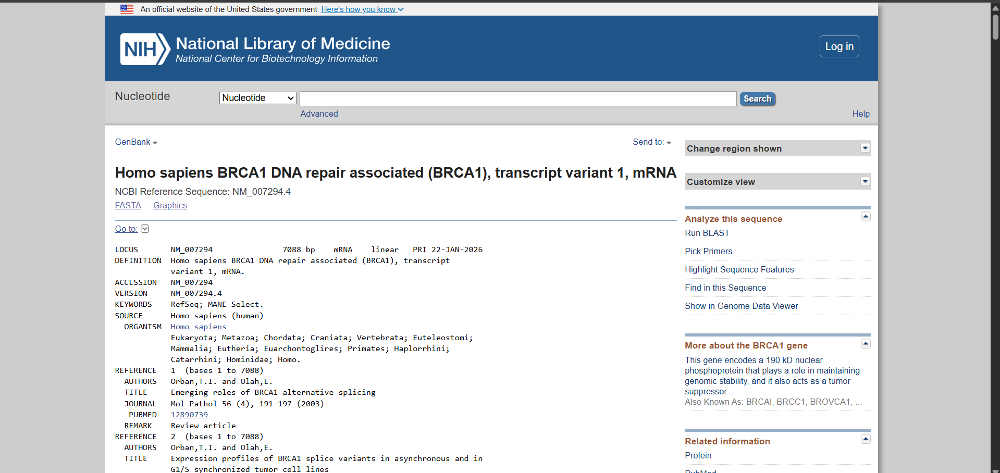 An official website of the United States government Here's how you know
NIH National Library of Medicine
National Center for Biotechnology Information
Log in
Nucleotide
Nucleotide
Search
Advanced
Help
GenBank
Send to:
Homo sapiens BRCA1 DNA repair associated (BRCA1), transcript variant 1, mRNA
NCBI Reference Sequence: NM_007294.4
FASTA Graphics
Go to:
LOCUS NM_007294 7088 bp mRNA linear PRI 22-JAN-2026
DEFINITION Homo sapiens BRCA1 DNA repair associated (BRCA1), transcript
variant 1, mRNA.
ACCESSION NM_007294
VERSION NM_007294.4
KEYWORDS RefSeq; MANE Select.
SOURCE Homo sapiens (human)
ORGANISM Homo sapiens
Eukaryota; Metazoa; Chordata; Craniata; Vertebrata; Euteleostomi;
Mammalia; Eutheria; Euarchontoglires; Primates; Haplorrhini;
Catarrhini; Hominidae; Homo.
REFERENCE 1 (bases 1 to 7088)
AUTHORS Orban,T.I. and Olah,E.
TITLE Emerging roles of BRCA1 alternative splicing
JOURNAL Mol Pathol 56 (4), 191-197 (2003)
PUBMED 12890739
REMARK Review article
REFERENCE 2 (bases 1 to 7088)
AUTHORS Orban,T.I. and Olah,E.
TITLE Expression profiles of BRCA1 splice variants in asynchronous and in
G1/S synchronized tumor cell lines
Change region shown
Customize view
Analyze this sequence
Run BLAST
Pick Primers
Highlight Sequence Features
Find in this Sequence
Show in Genome Data Viewer
More about the BRCA1 gene
This gene encodes a 190 kD nuclear
phosphoprotein that plays a role in maintaining
genomic stability, and it also acts as a tumor
suppressor...
Also Known As: BRCAI, BRCC1, BROVCA1, ...
Related information
Protein
PubMed